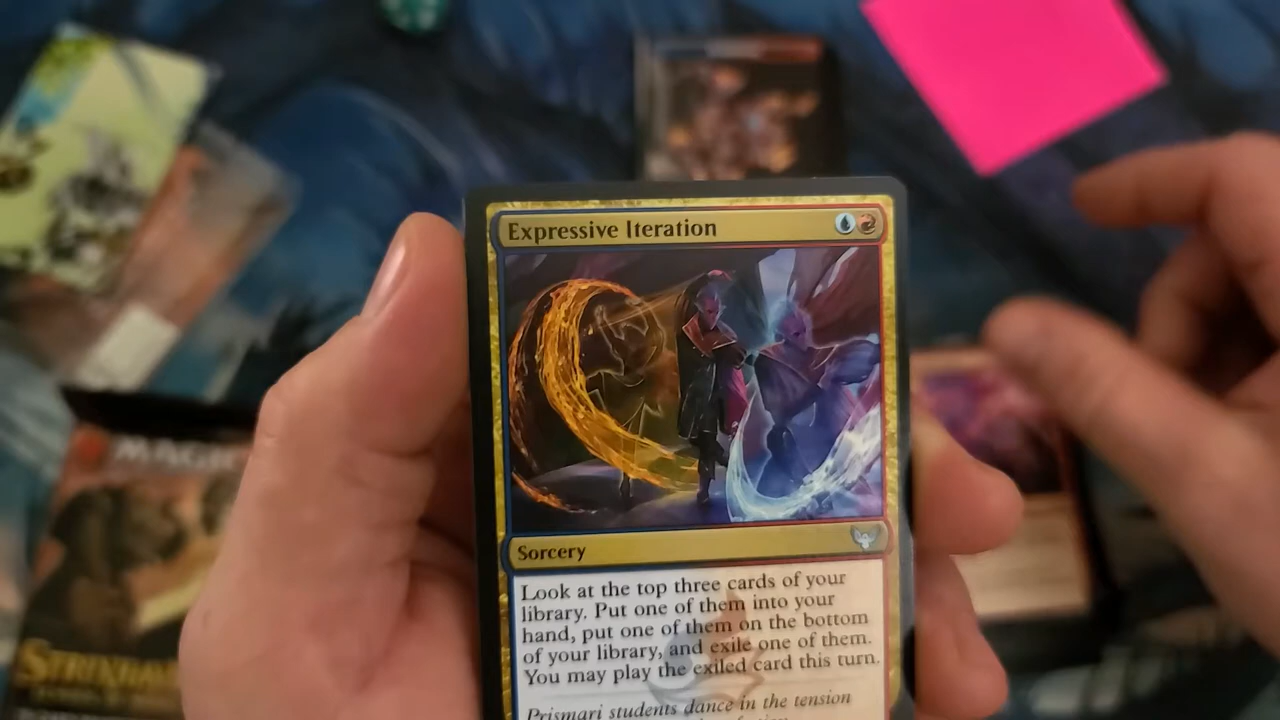 Expressive Iteration
Sorcery
Look at the top three cards of your
library. Put one of them into your
hand, put one of them on the bottom
of your library, and exile one of them.
You may play the exiled card this turn.
Prismari students dance in the tension
MAGIC
STRIXHAVEN